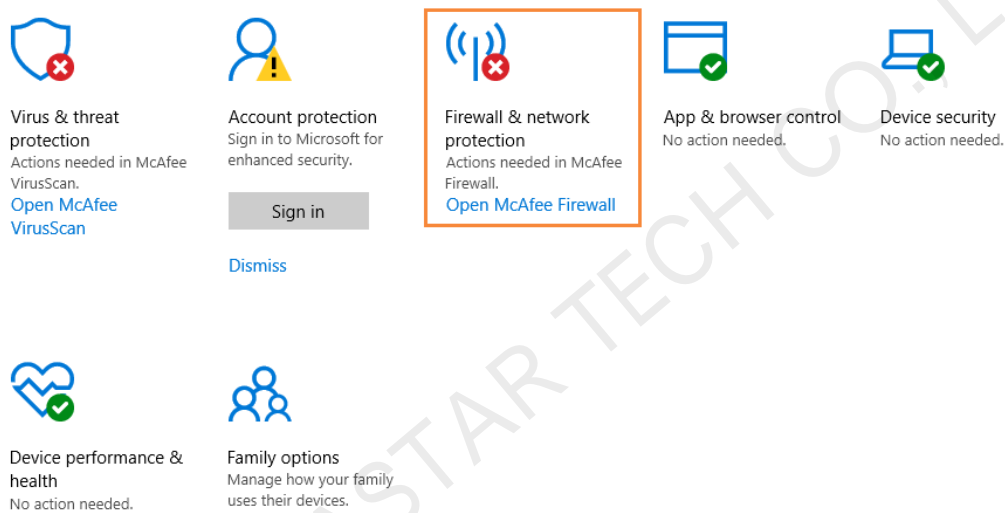 Virus & threat
protection
Actions needed in McAfee
VirusScan.
Open McAfee
VirusScan
Account protection
Sign in to Microsoft for
enhanced security.
Sign in
Dismiss
Firewall & network
protection
Actions needed in McAfee
Firewall.
Open McAfee Firewall
App & browser control
No action needed.
Device security
No action needed.
Device performance &
health
No action needed.
Family options
Manage how your family
uses their devices.
STAR TECH CO., L